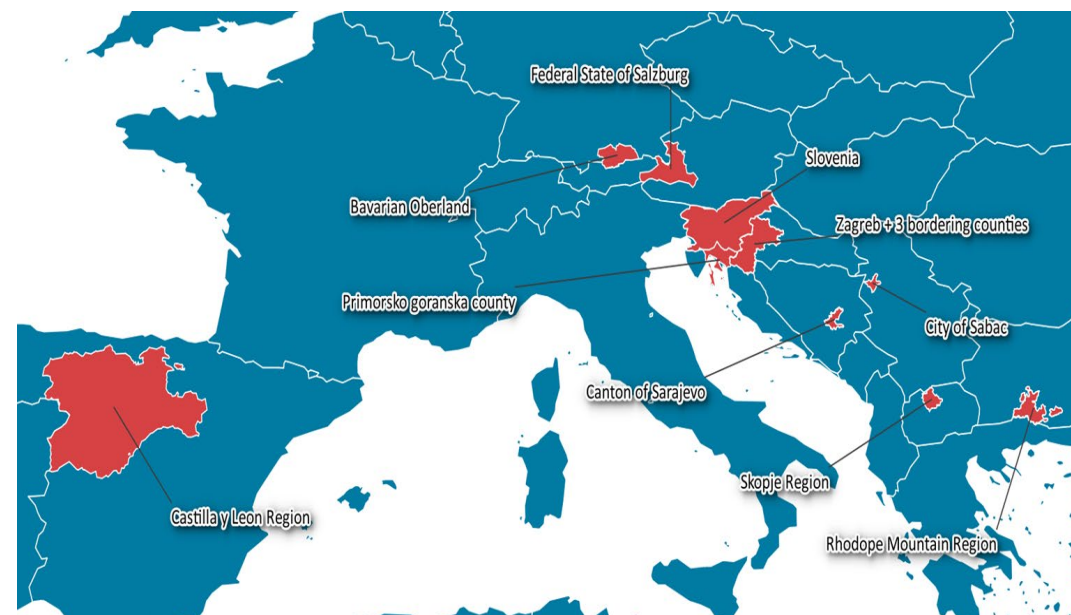 Federal State of Salzburg
Slovenia
Bavarian Oberland
Zagreb + 3 bordering counties
Primorsko goranska county
City of Sabac
Canton of Sarajevo
Skopje Region
Castilla y Leon Region
Rhodope Mountain Region